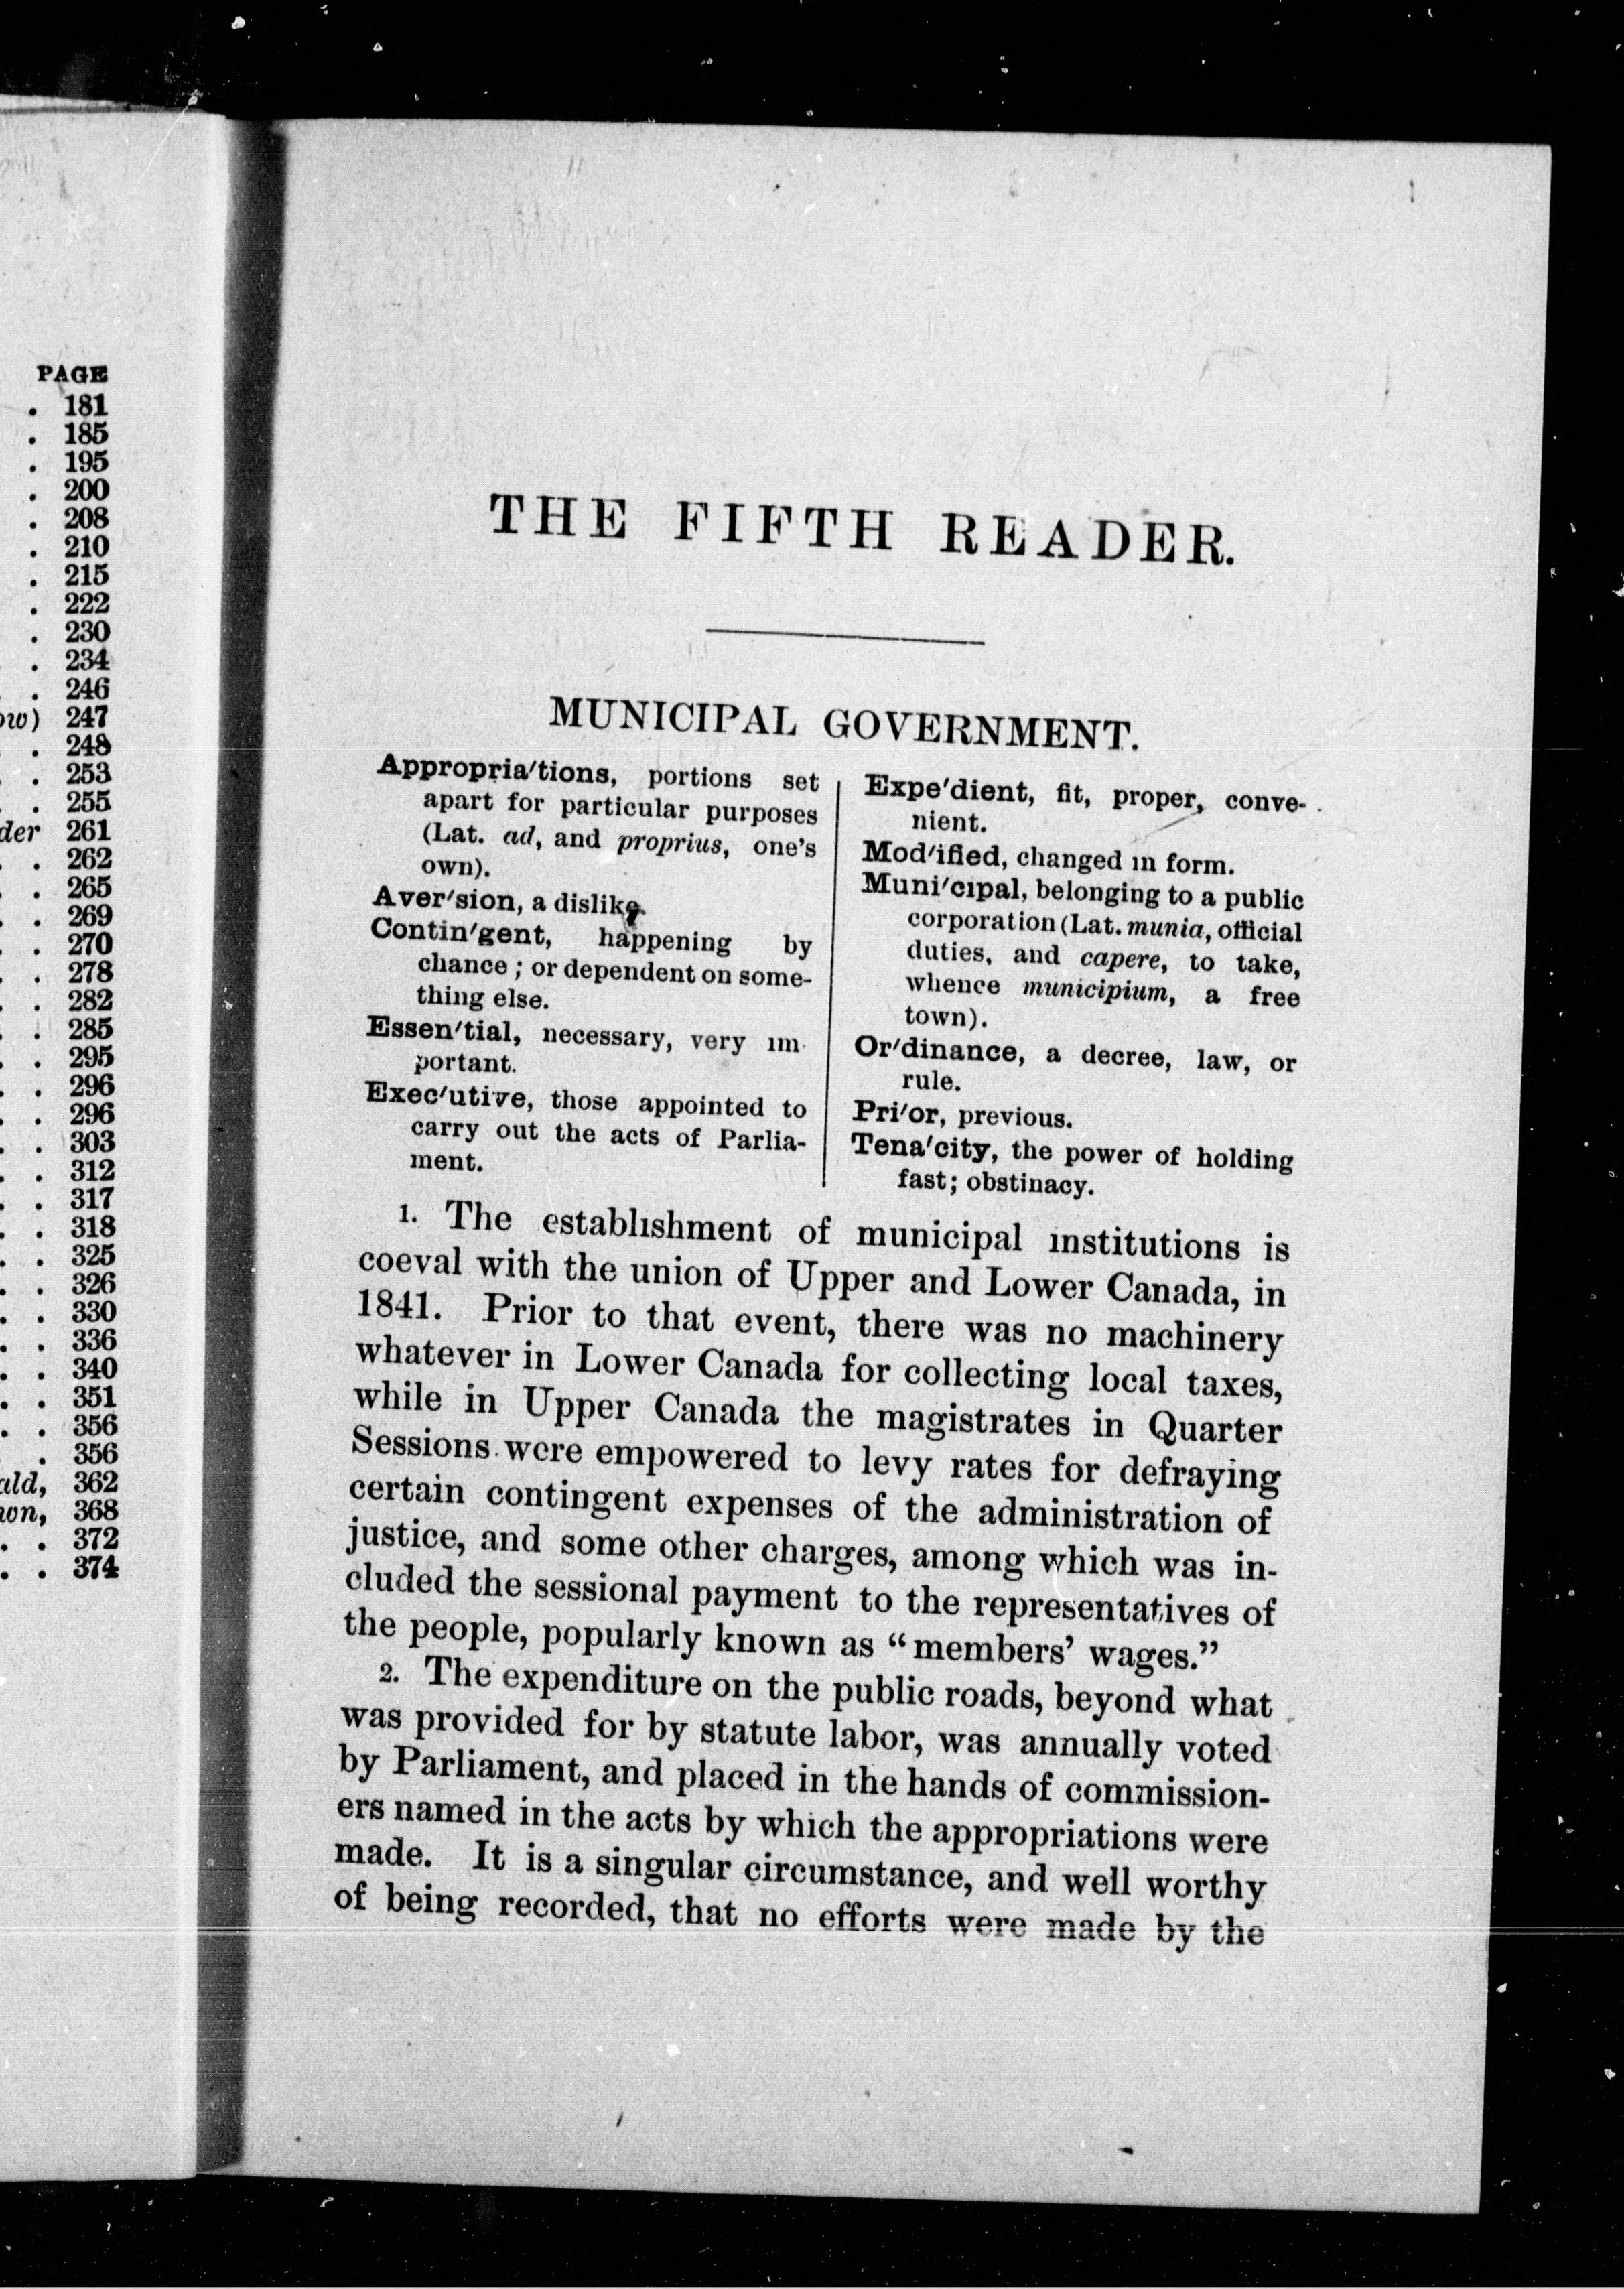 PAGE
. 181
. 185
. 195
. 200
. 208
. 210
. 215
. 222
. 230
. 234
. . 246
ow) 247
. . 248
. . 253
. . 255
der 261
. . 262
. . 265
. . 269
. . 270
. . 278
. . 282
. . 285
. . 295
. . 296
. . 296
. . 303
. . 312
. . 317
. . 318
. . 325
. . 326
. . 330
. . 336
. . 340
. . 351
. . 356
. 356
ald, 362
wn, 368
. . 372
. . 374
THE FIFTH READER.
MUNICIPAL GOVERNMENT.
Appropria'tions, portions set
apart for particular purposes
(Lat. ad, and proprius, one's
own).
Aver'sion, a dislike.
Contin'gent, happening by
chance; or dependent on some-
thing else.
Essen'tial, necessary, very im
portant.
Exec'utive, those appointed to
carry out the acts of Parlia-
ment.
Expe'dient, fit, proper, conve-
nient.
Mod'ified, changed in form.
Muni'cipal, belonging to a public
corporation (Lat. munia, official
duties, and capere, to take,
whence municipium, a free
town).
Or'dinance, a decree, law, or
rule.
Pri'or, previous.
Tena'city, the power of holding
fast; obstinacy.
1. The establishment of municipal institutions is
coeval with the union of Upper and Lower Canada, in
1841. Prior to that event, there was no machinery
whatever in Lower Canada for collecting local taxes,
while in Upper Canada the magistrates in Quarter
Sessions were empowered to levy rates for defraying
certain contingent expenses of the administration of
justice, and some other charges, among which was in-
cluded the sessional payment to the representatives of
the people, popularly known as “members’ wages.”
2. The expenditure on the public roads, beyond what
was provided for by statute labor, was annually voted
by Parliament, and placed in the hands of commission-
ers named in the acts by which the appropriations were
made. It is a singular circumstance, and well worthy
of being recorded, that no efforts were made by the